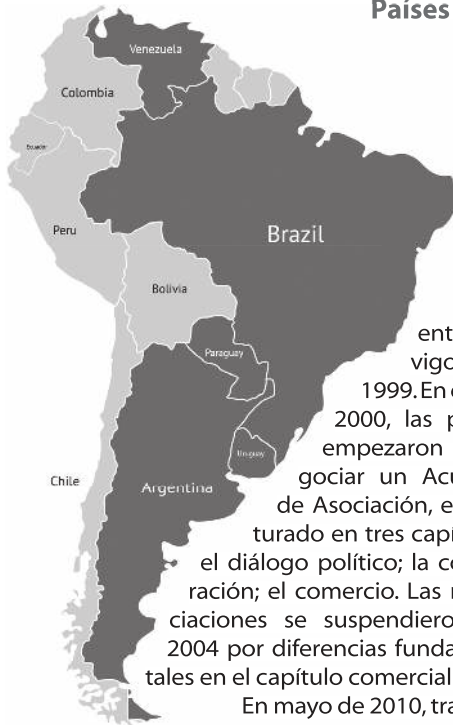 Países
Venezuela
Colombia
Ecuador
Peru
Brazil
Bolivia
Paraguay
Uruguay
Chile
Argentina
ent
vigo
1999. En
2000, las p
empezaron
gociar un Acu
de Asociación, e
turado en tres capí
el diálogo político; la c
ración; el comercio. Las
ciaciones se suspendiero
2004 por diferencias funda
tales en el capítulo comercial
En mayo de 2010, tra